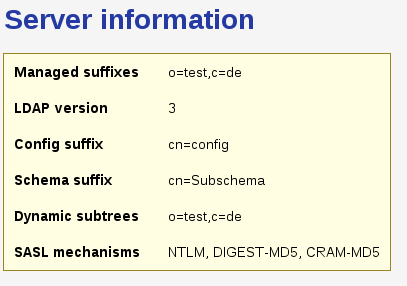 Server information
Managed suffixes o=test,c=de
LDAP version 3
Config suffix cn=config
Schema suffix cn=Subschema
Dynamic subtrees o=test,c=de
SASL mechanisms NTLM, DIGEST-MD5, CRAM-MD5